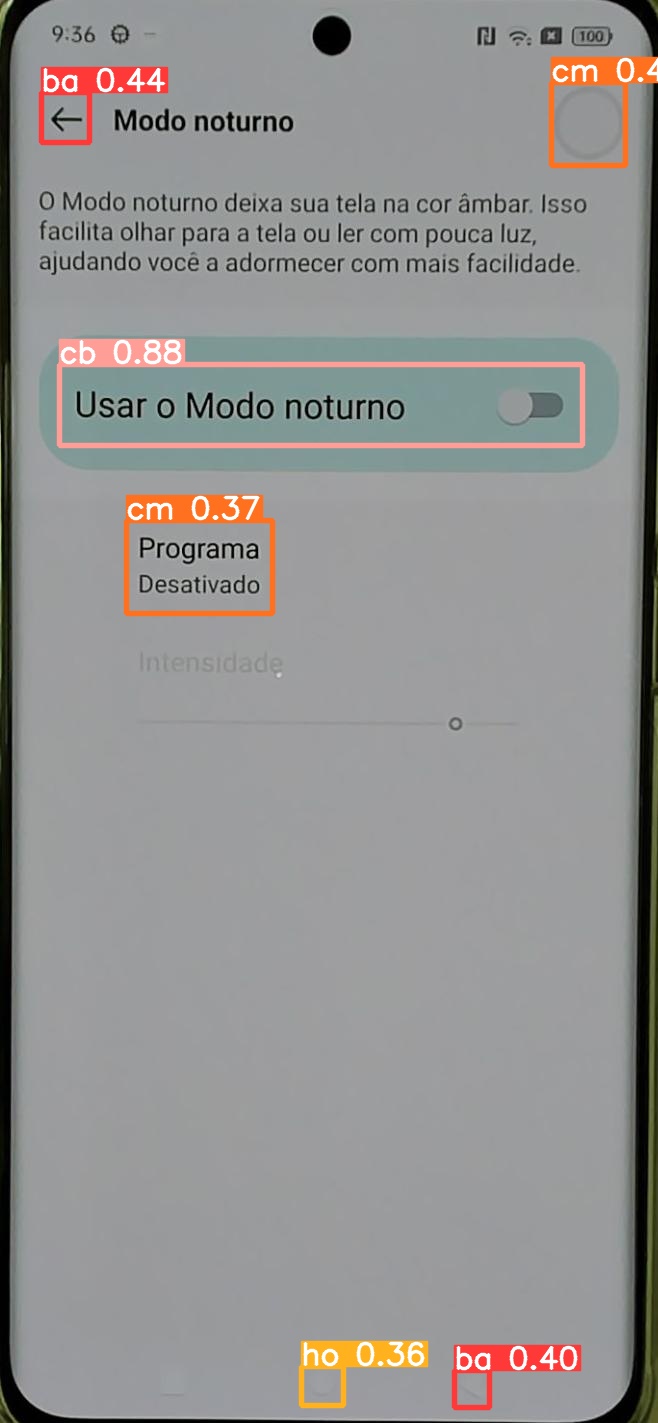 9:36
100
ba 0.44
cm 0.4
Modo noturno
O Modo noturno deixa sua tela na cor âmbar. Isso
facilita olhar para a tela ou ler com pouca luz,
ajudando você a adormecer com mais facilidade.
cb 0.88
Usar o Modo noturno
cm 0.37
Programa
Desativado
Intensidade
ho 0.36
ba 0.40